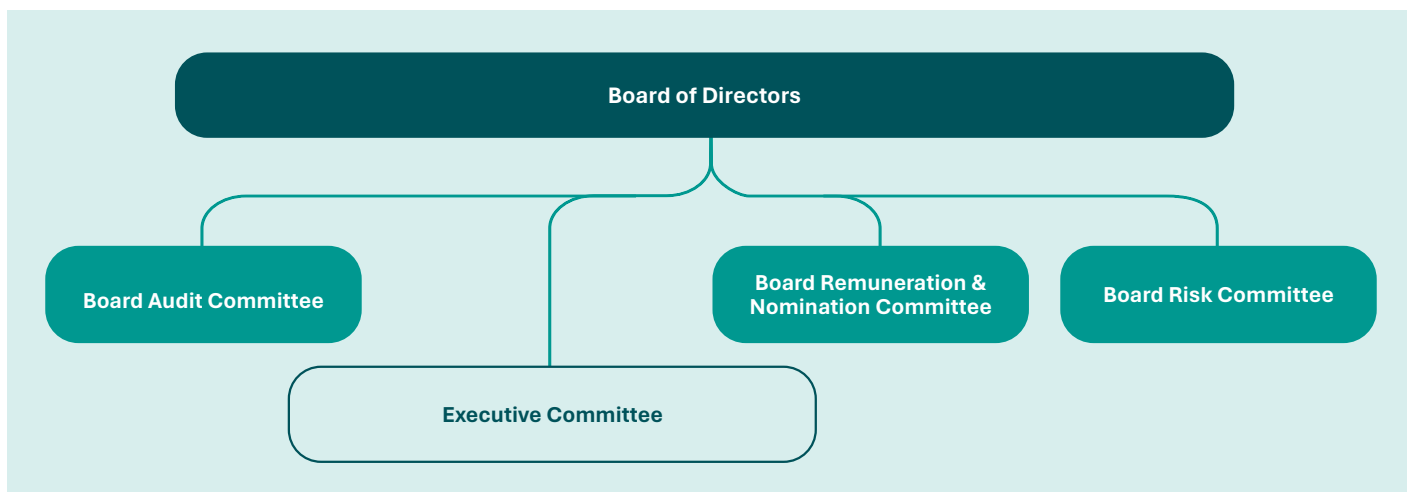 Board of Directors
Board Audit Committee
Board Remuneration &
Nomination Committee
Board Risk Committee
Executive Committee